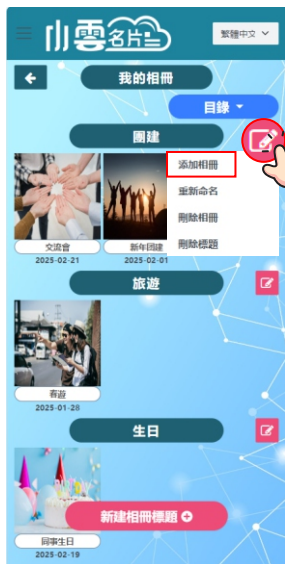 小雲名片
繁體中文
我的相冊
目錄
團建
添加相冊
重新命名
刪除相冊
刪除標題
交流會
新年團建
2025-02-21
2025-02-01
旅遊
春遊
2025-01-28
生日
新建相冊標題
同事生日
2025-02-19